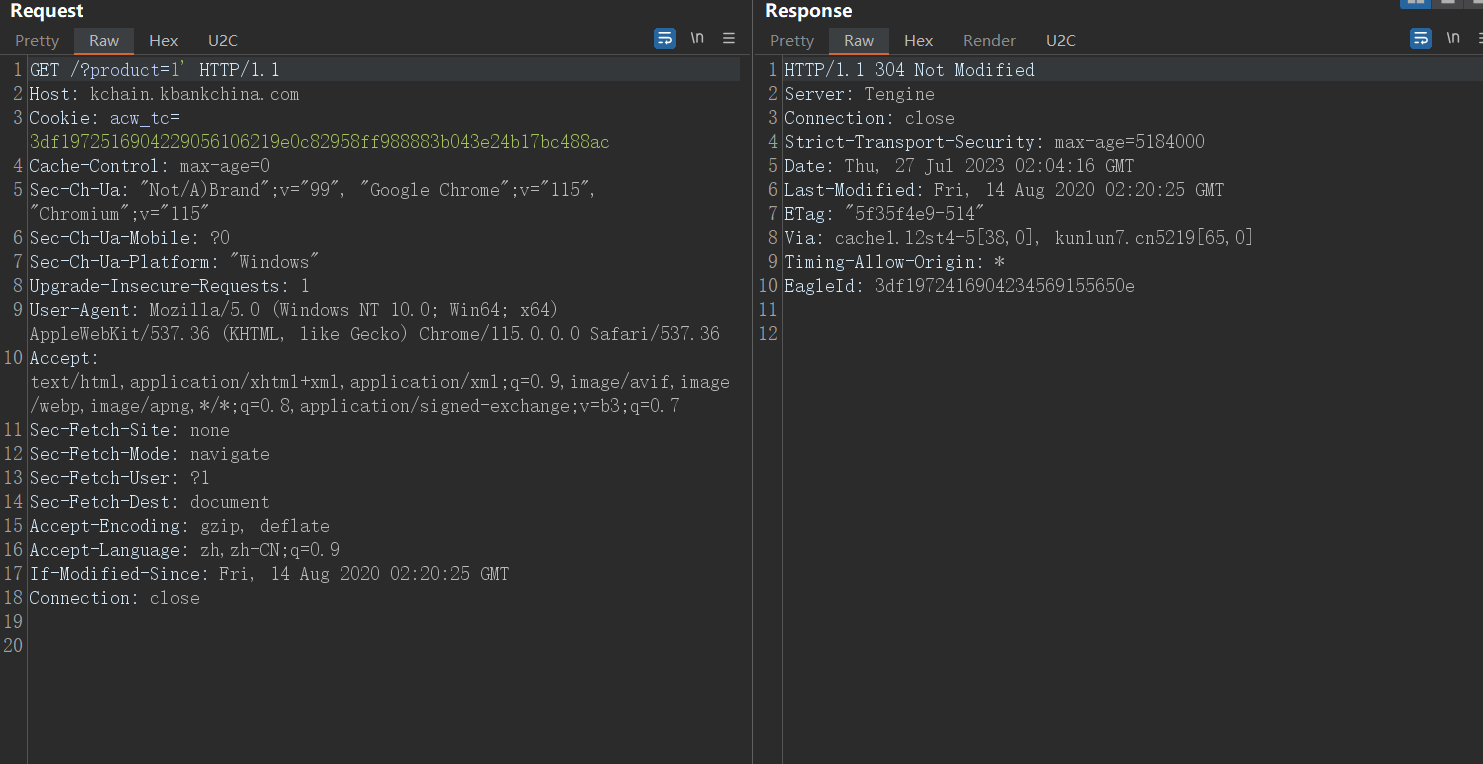 Request
Pretty Raw Hex U2C \n
1 GET /?product=1' HTTP/1.1
2 Host: kchain.kbankchina.com
3 Cookie: acw_tc=
3df1972516904229056106219e0c82958ff988883b043e24b17bc488ac
4 Cache-Control: max-age=0
5 Sec-Ch-Ua: "Not/A)Brand";v="99", "Google Chrome";v="115",
"Chromium";v="115"
6 Sec-Ch-Ua-Mobile: ?0
7 Sec-Ch-Ua-Platform: "Windows"
8 Upgrade-Insecure-Requests: 1
9 User-Agent: Mozilla/5.0 (Windows NT 10.0; Win64; x64)
AppleWebKit/537.36 (KHTML, like Gecko) Chrome/115.0.0.0 Safari/537.36
10 Accept:
text/html,application/xhtml+xml,application/xml;q=0.9,image/avif,image
/webp,image/apng,*/*;q=0.8,application/signed-exchange;v=b3;q=0.7
11 Sec-Fetch-Site: none
12 Sec-Fetch-Mode: navigate
13 Sec-Fetch-User: ?1
14 Sec-Fetch-Dest: document
15 Accept-Encoding: gzip, deflate
16 Accept-Language: zh,zh-CN;q=0.9
17 If-Modified-Since: Fri, 14 Aug 2020 02:20:25 GMT
18 Connection: close
19
20
Response
Pretty Raw Hex Render U2C \n
1 HTTP/1.1 304 Not Modified
2 Server: Tengine
3 Connection: close
4 Strict-Transport-Security: max-age=5184000
5 Date: Thu, 27 Jul 2023 02:04:16 GMT
6 Last-Modified: Fri, 14 Aug 2020 02:20:25 GMT
7 ETag: "5f35f4e9-514"
8 Via: cache1.l2st4-5[38,0], kunlun7.cn5219[65,0]
9 Timing-Allow-Origin: *
10 EagleId: 3df1972416904234569155650e
11
12